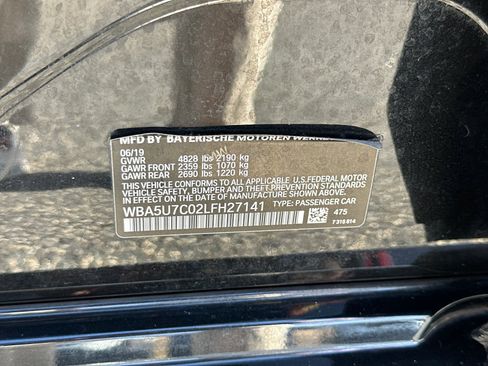 MFD BY BAYERISCHE MOTOREN
06/19
GVWR 4828 lbs 2190 kg
GAWR FRONT 2359 lbs 1070 kg
GAWR REAR 2690 lbs 1220 kg
THIS VEHICLE CONFORMS TO ALL APPLICABLE U.S.FEDERAL MOTOR
VEHICLE SAFETY, BUMPER, AND THEFT PREVENTION STANDARDS
IN EFFECT ON THE DATE OF MANUFACTURE SHOWN ABOVE.
WBA5U7C02LFH27141 TYPE: PASSENGER CAR
475
F316 814